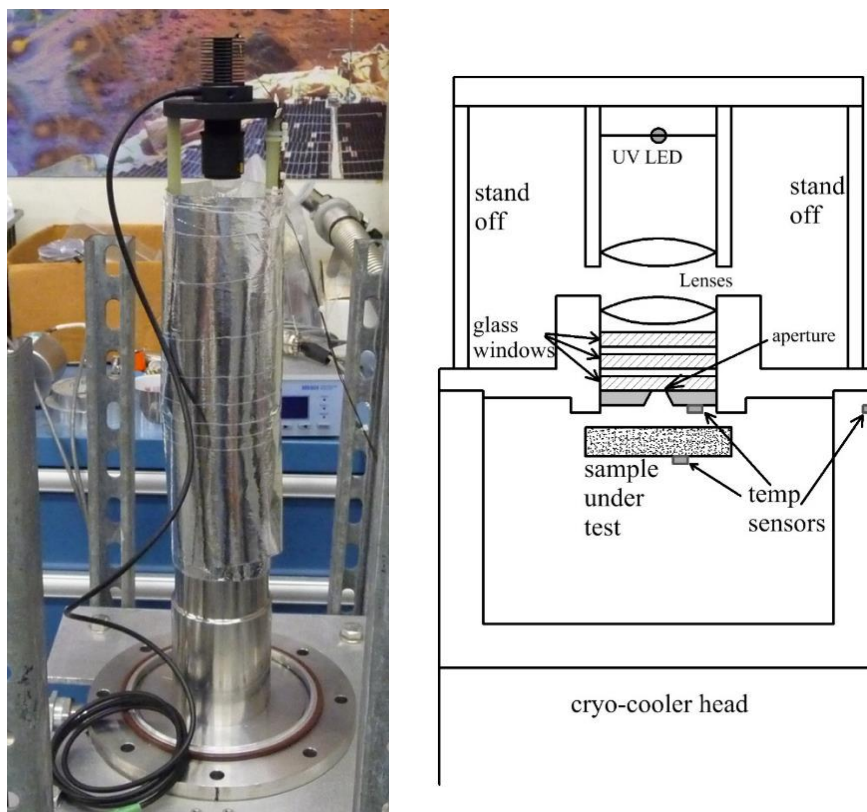 UV LED
stand
off
stand
off
Lenses
glass
windows
aperture
sample
under
test
temp
sensors
cryo-cooler head